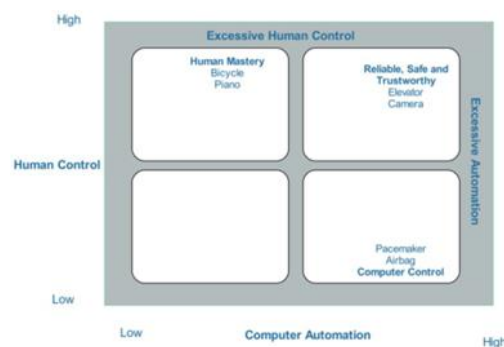 High
Excessive Human Control
Human Mastery
Bicycle
Piano
Reliable, Safe and
Trustworthy
Elevator
Camera
Excessive Automation
Human Control
Pacemaker
Airbag
Computer Control
Low
Low
Computer Automation
High